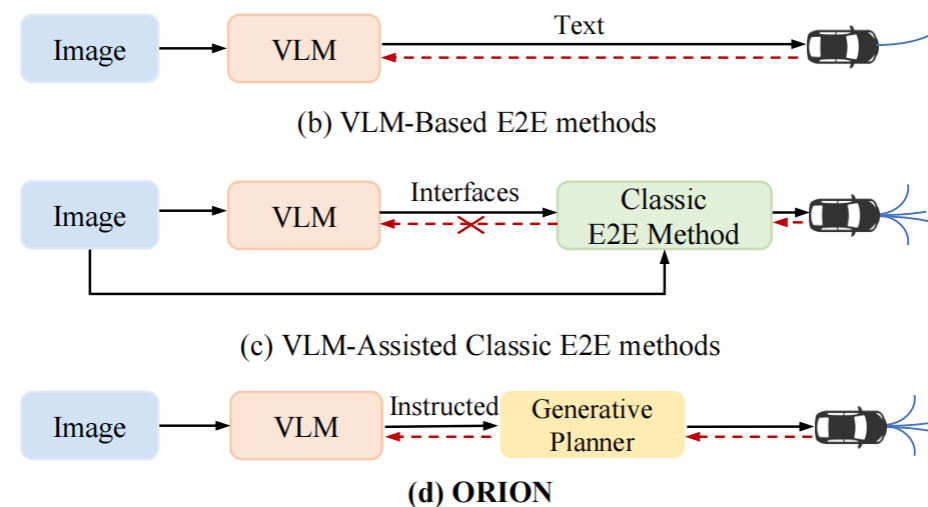 Image
VLM
Text
(b) VLM-Based E2E methods
Image
VLM
Interfaces
Classic
E2E Method
(c) VLM-Assisted Classic E2E methods
Image
VLM
Instructed
Generative
Planner
(d) ORION